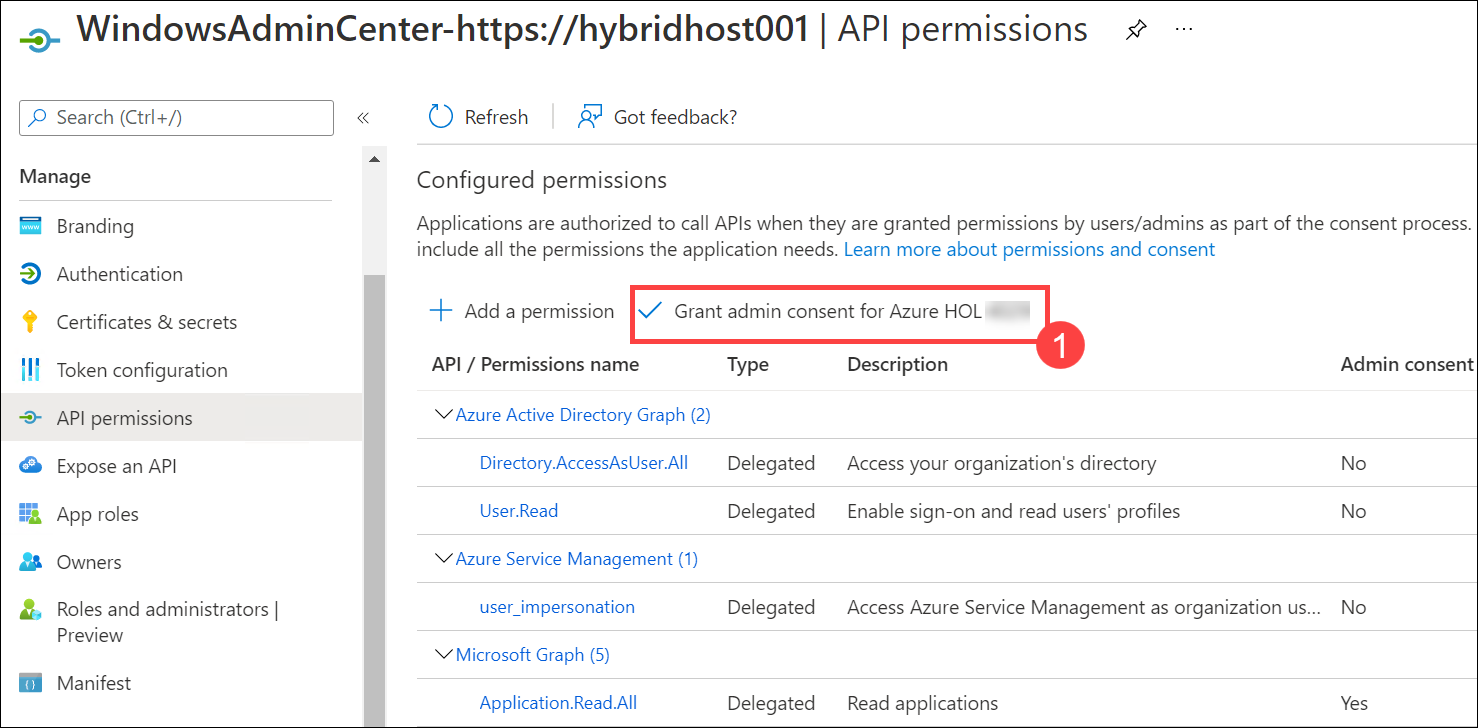 WindowsAdminCenter-https://hybridhost001 | API permissions ...
Search (Ctrl+/) «
Refresh | Got feedback?
Manage
Branding
Authentication
Certificates & secrets
Token configuration
API permissions
Expose an API
App roles
Owners
Roles and administrators |
Preview
Manifest
Configured permissions
Applications are authorized to call APIs when they are granted permissions by users/admins as part of the consent process.
include all the permissions the application needs. Learn more about permissions and consent
Add a permission Grant admin consent for Azure HOL
1
API / Permissions name Type Description Admin consent
Azure Active Directory Graph (2)
Directory.AccessAsUser.All Delegated Access your organization's directory No
User.Read Delegated Enable sign-on and read users' profiles No
Azure Service Management (1)
user_impersonation Delegated Access Azure Service Management as organization us... No
Microsoft Graph (5)
Application.Read.All Delegated Read applications Yes